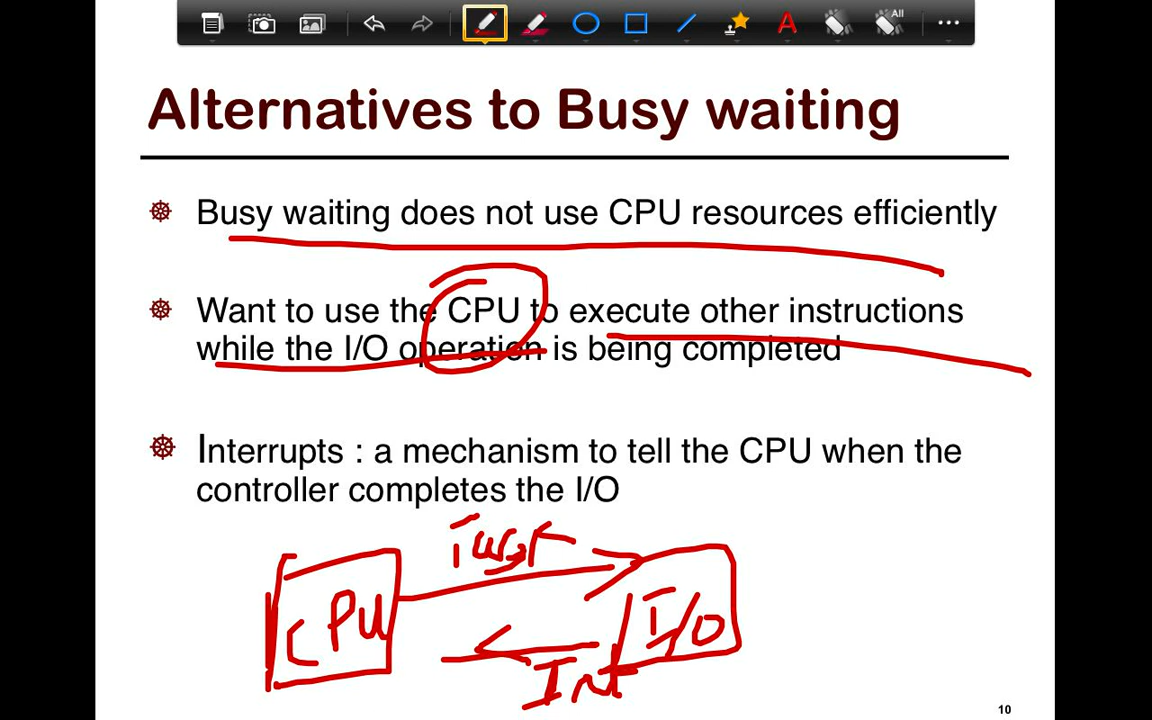 All
A
Alternatives to Busy waiting
Busy waiting does not use CPU resources efficiently
Want to use the CPU to execute other instructions
while the I/O operation is being completed
Interrupts : a mechanism to tell the CPU when the
controller completes the I/O
CPU
I/O
Int
10